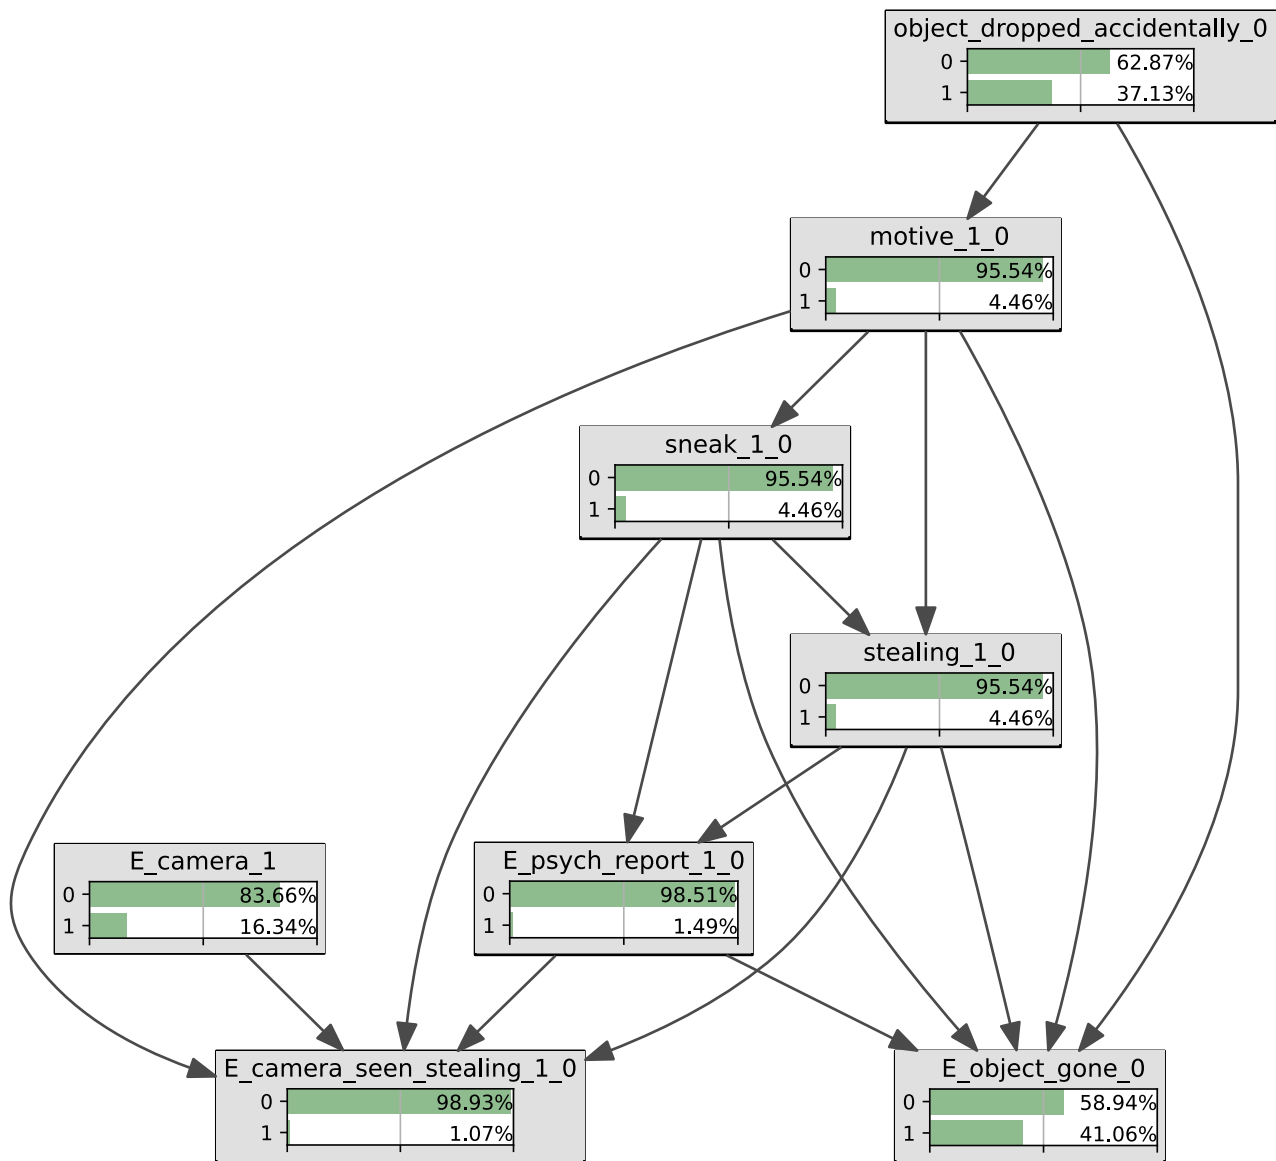 object_dropped_accidentally_0
0 62.87%
1 37.13%
motive_1_0
0 95.54%
1 4.46%
sneak_1_0
0 95.54%
1 4.46%
stealing_1_0
0 95.54%
1 4.46%
E_camera_1
0 83.66%
1 16.34%
E_psych_report_1_0
0 98.51%
1 1.49%
E_camera_seen_stealing_1_0
0 98.93%
1 1.07%
E_object_gone_0
0 58.94%
1 41.06%